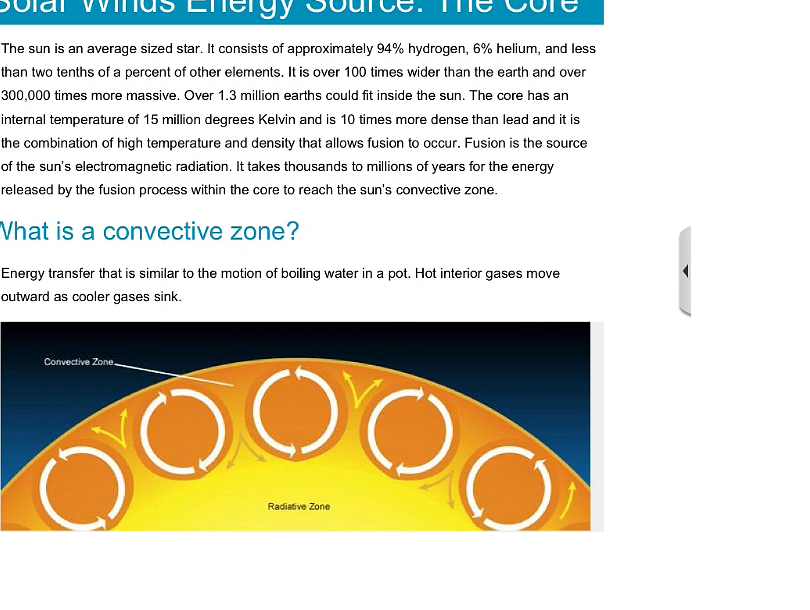 Solar Winds Energy Source: The Core
The sun is an average sized star. It consists of approximately 94% hydrogen, 6% helium, and less
than two tenths of a percent of other elements. It is over 100 times wider than the earth and over
300,000 times more massive. Over 1.3 million earths could fit inside the sun. The core has an
internal temperature of 15 million degrees Kelvin and is 10 times more dense than lead and it is
the combination of high temperature and density that allows fusion to occur. Fusion is the source
of the sun's electromagnetic radiation. It takes thousands to millions of years for the energy
released by the fusion process within the core to reach the sun's convective zone.
What is a convective zone?
Energy transfer that is similar to the motion of boiling water in a pot. Hot interior gases move
outward as cooler gases sink.
Convective Zone
Radiative Zone